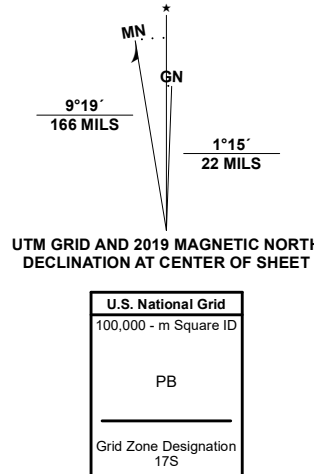 ★
MN
GN
9°19´
166 MILS
1°15´
22 MILS
UTM GRID AND 2019 MAGNETIC NORTH
DECLINATION AT CENTER OF SHEET
U.S. National Grid
100,000 - m Square ID
PB
Grid Zone Designation
17S